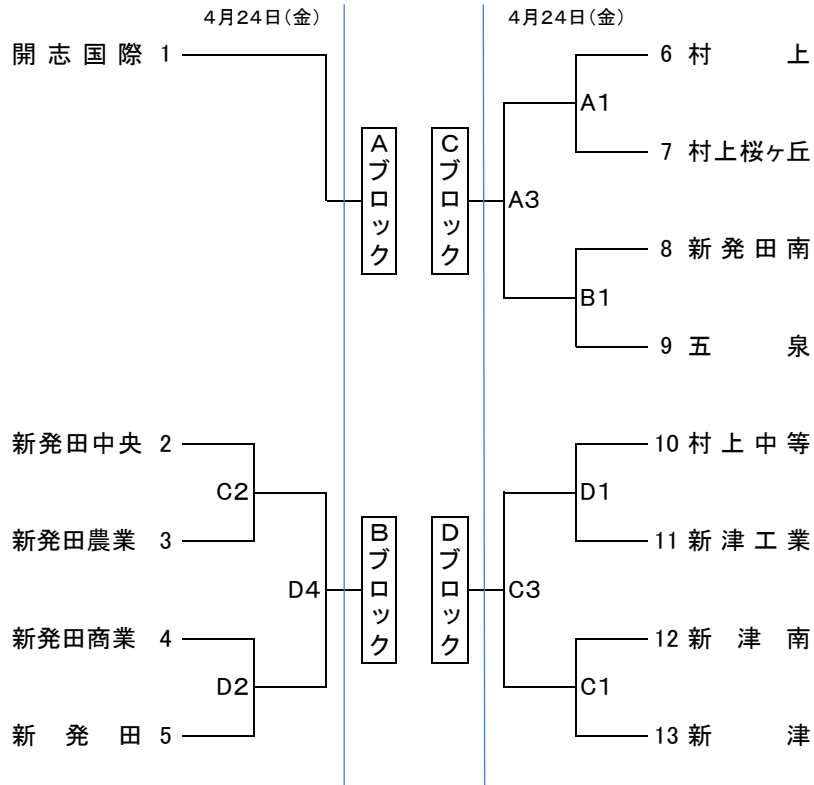 4月24日(金)
開志国際 1
Aブロック
新発田中央 2
C2
新発田農業 3
D4
Bブロック
新発田商業 4
D2
新発田 5
4月24日(金)
6 村上
A1
7 村上桜ヶ丘
Cブロック
A3
8 新発田南
B1
9 五泉
10 村上中等
D1
11 新津工業
Dブロック
C3
12 新津南
C1
13 新津